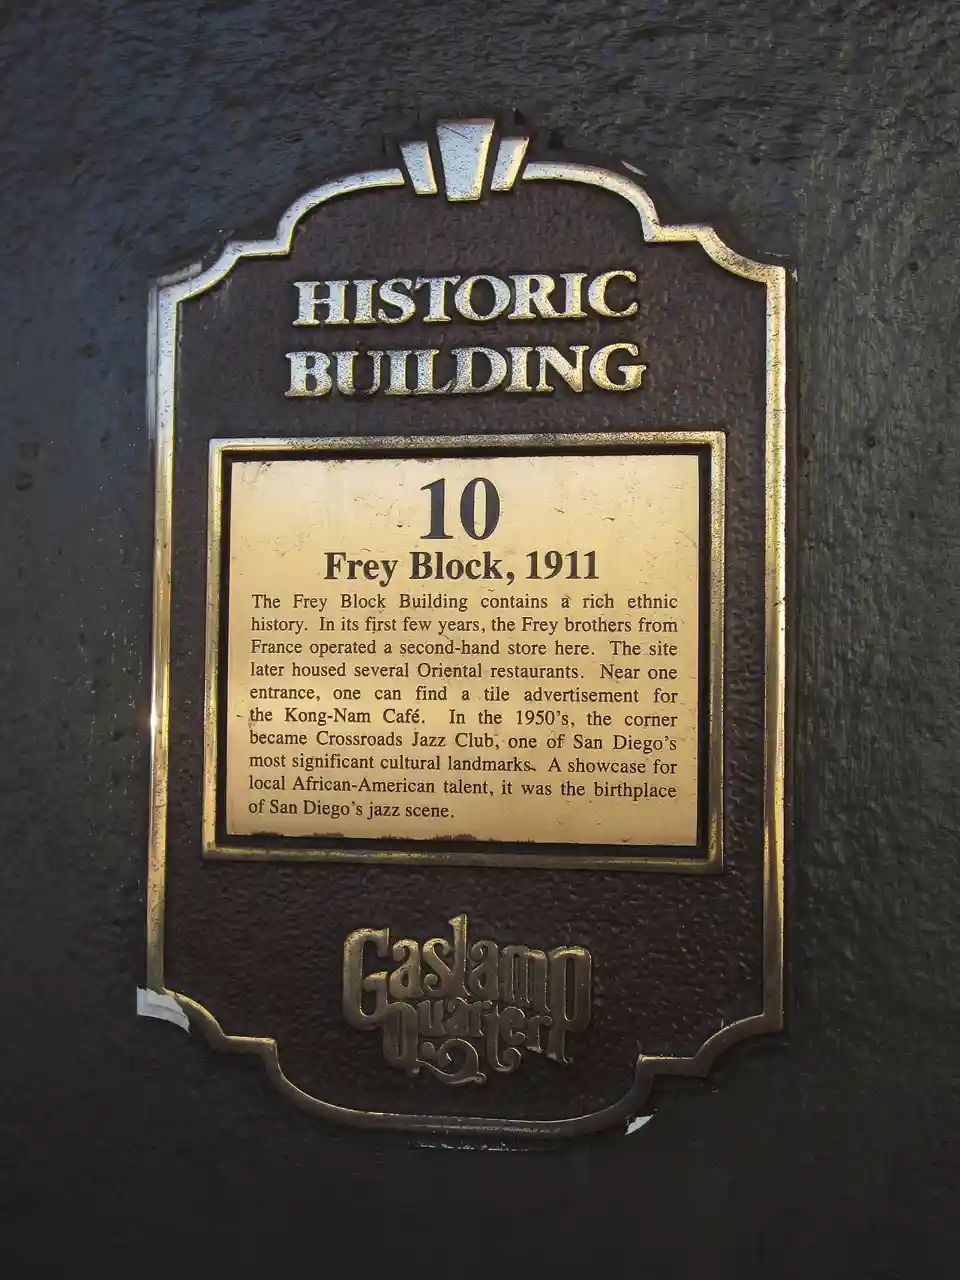 HISTORIC
BUILDING
10
Frey Block, 1911
The Frey Block Building contains a rich ethnic
history. In its first few years, the Frey brothers from
France operated a second-hand store here. The site
later housed several Oriental restaurants. Near one
entrance, one can find a tile advertisement for
the Kong-Nam Café. In the 1950's, the corner
became Crossroads Jazz Club, one of San Diego's
most significant cultural landmarks. A showcase for
local African-American talent, it was the birthplace
of San Diego's jazz scene.
Gaslamp
Quarter